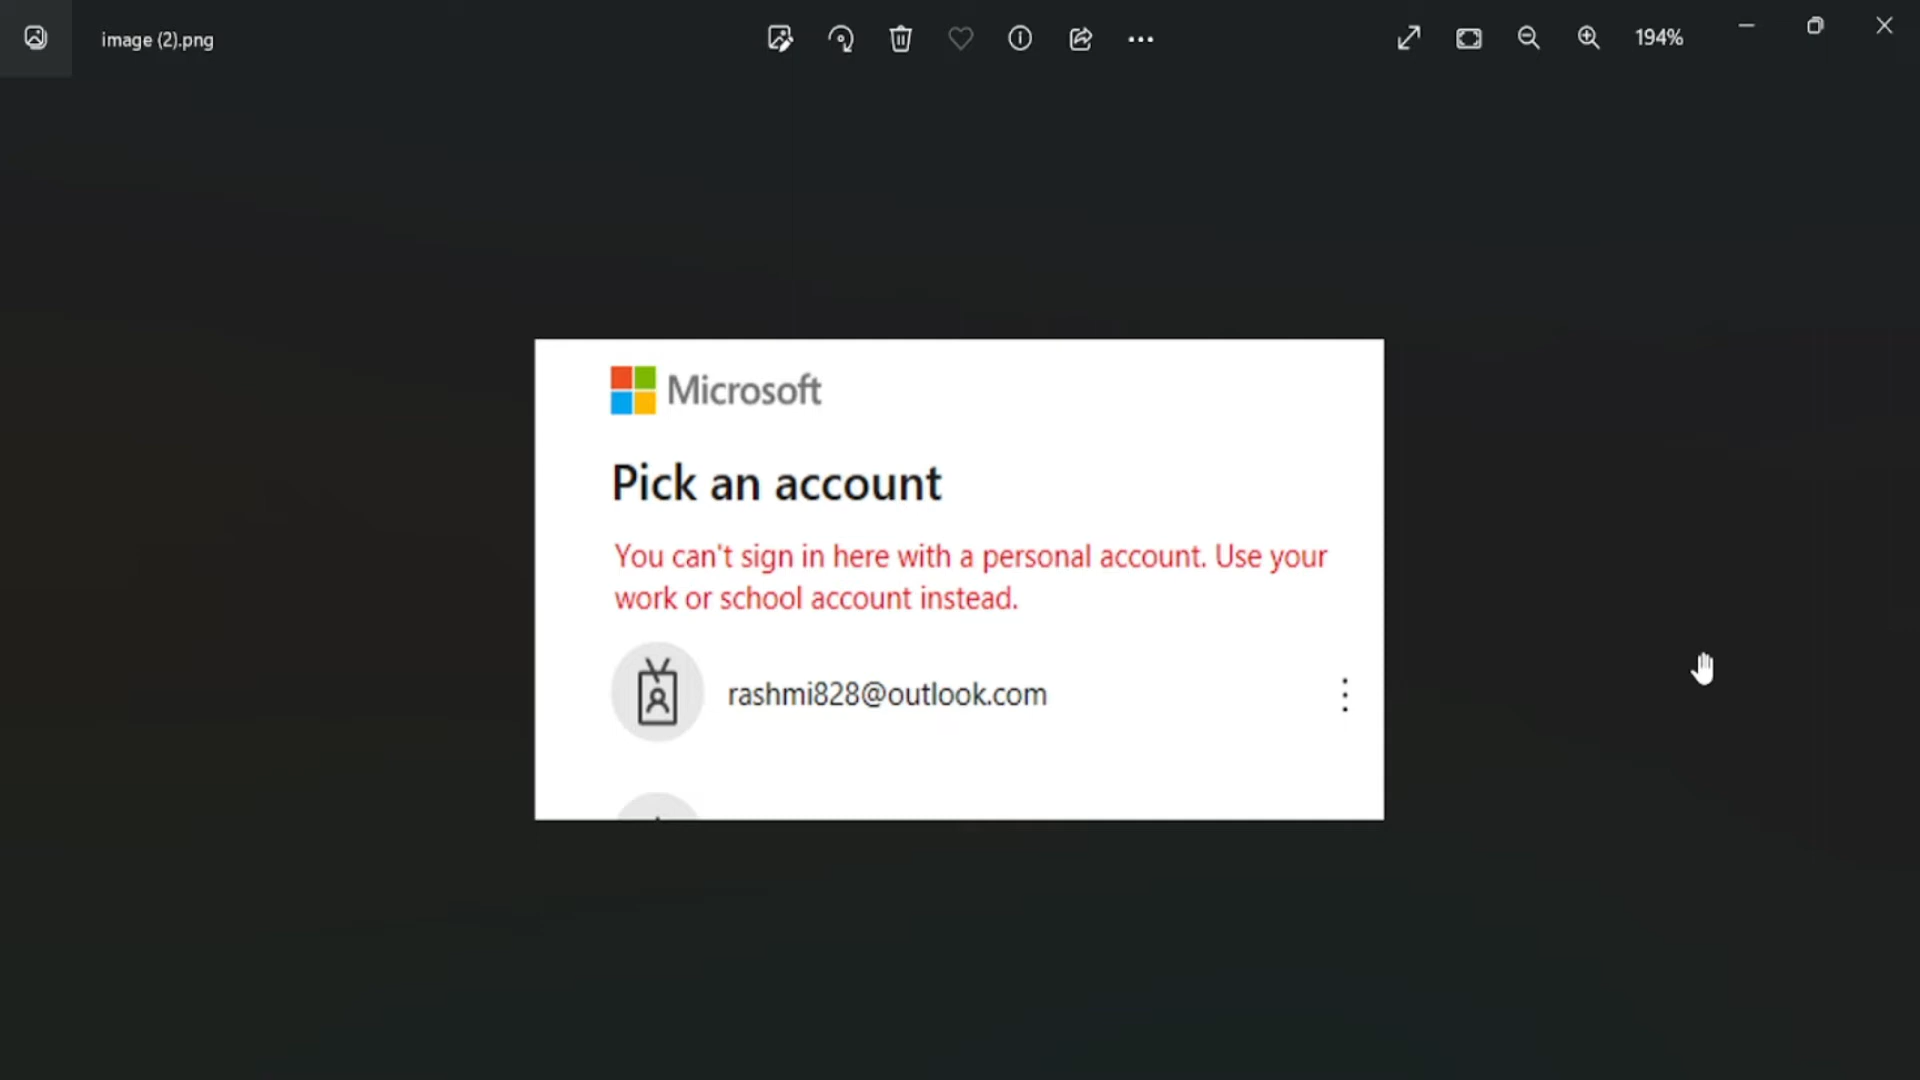 image (2).png
194%
Microsoft
Pick an account
You can't sign in here with a personal account. Use your
work or school account instead.
rashmi828@outlook.com